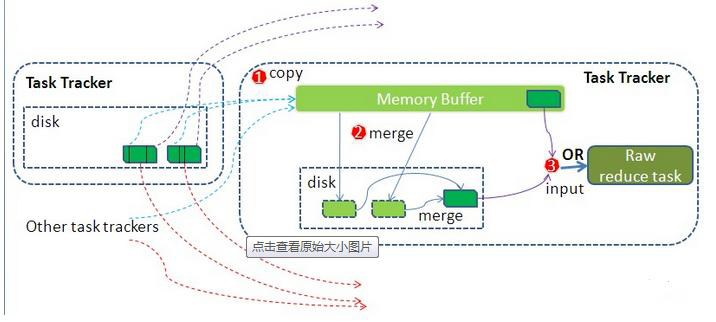 Task Tracker
disk
Other task trackers
1 copy
Task Tracker
Memory Buffer
2 merge
disk
merge
3
OR
input
Raw
reduce task
点击查看原始大小图片